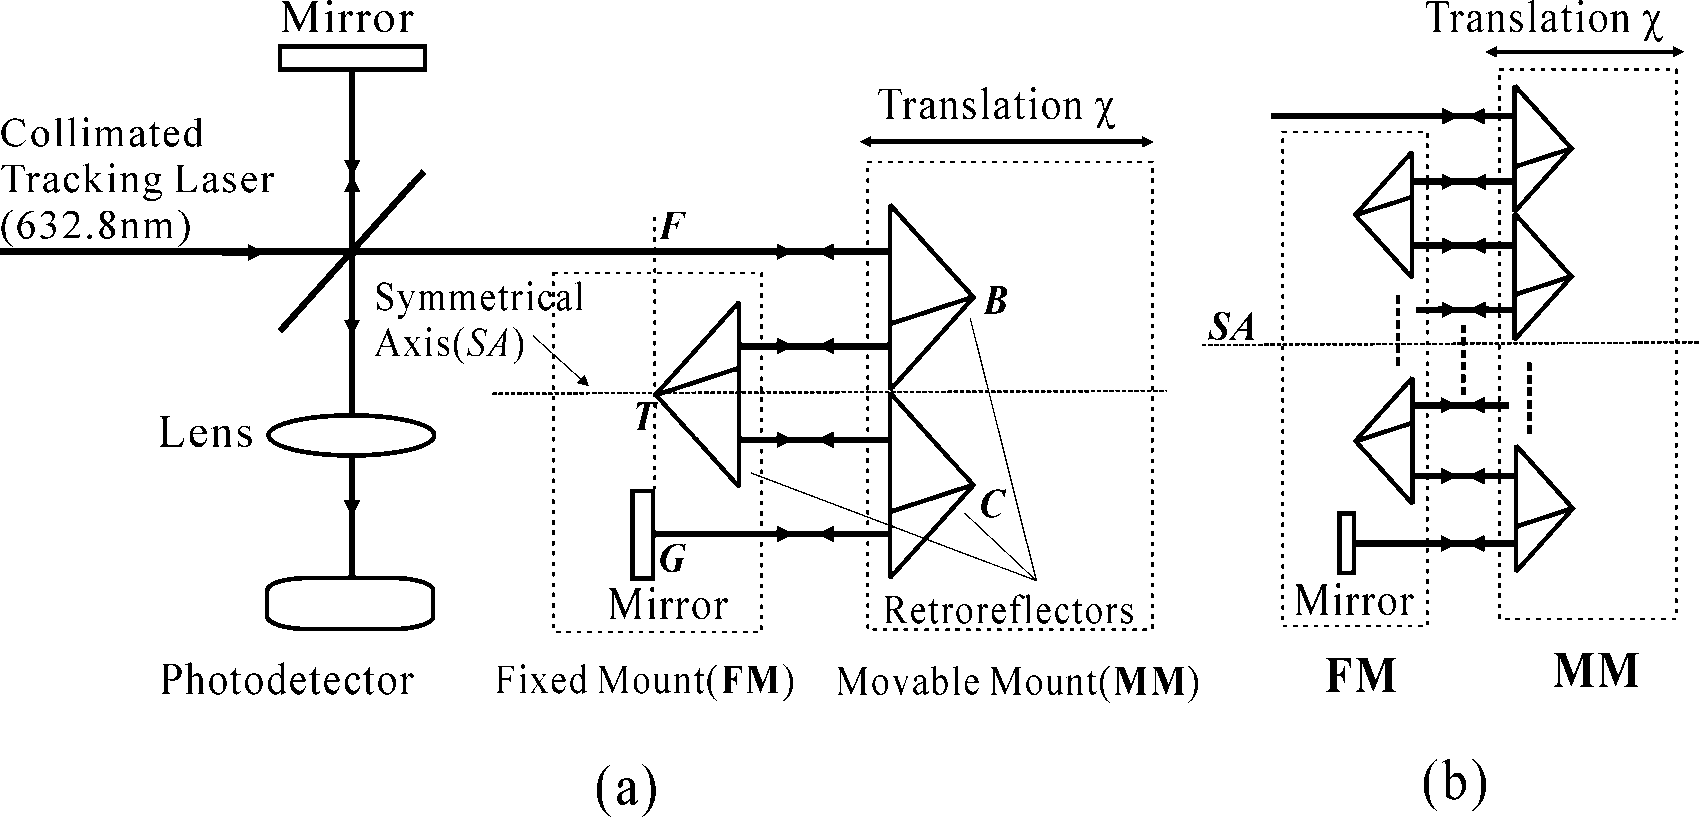 Mirror
Collimated
Tracking Laser
(632.8nm)
Symmetrical
Axis(SA)
Lens
Photodetector
F
T
G
Mirror
Fixed Mount(FM)
Translation χ
B
C
Retroreflectors
Movable Mount(MM)
(a)
Translation χ
SA
Mirror
FM
MM
(b)